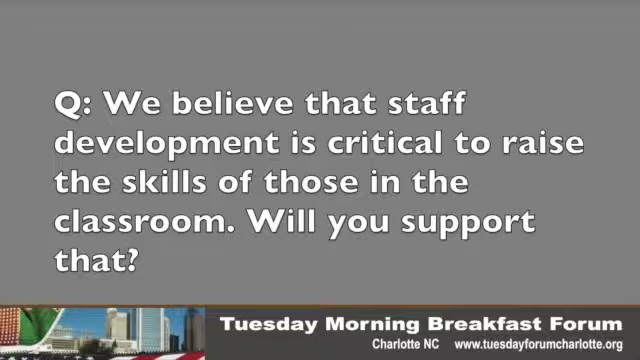 Q: We believe that staff
development is critical to raise
the skills of those in the
classroom. Will you support
that?
Tuesday Morning Breakfast Forum
Charlotte NC www.tuesdayforumcharlotte.org